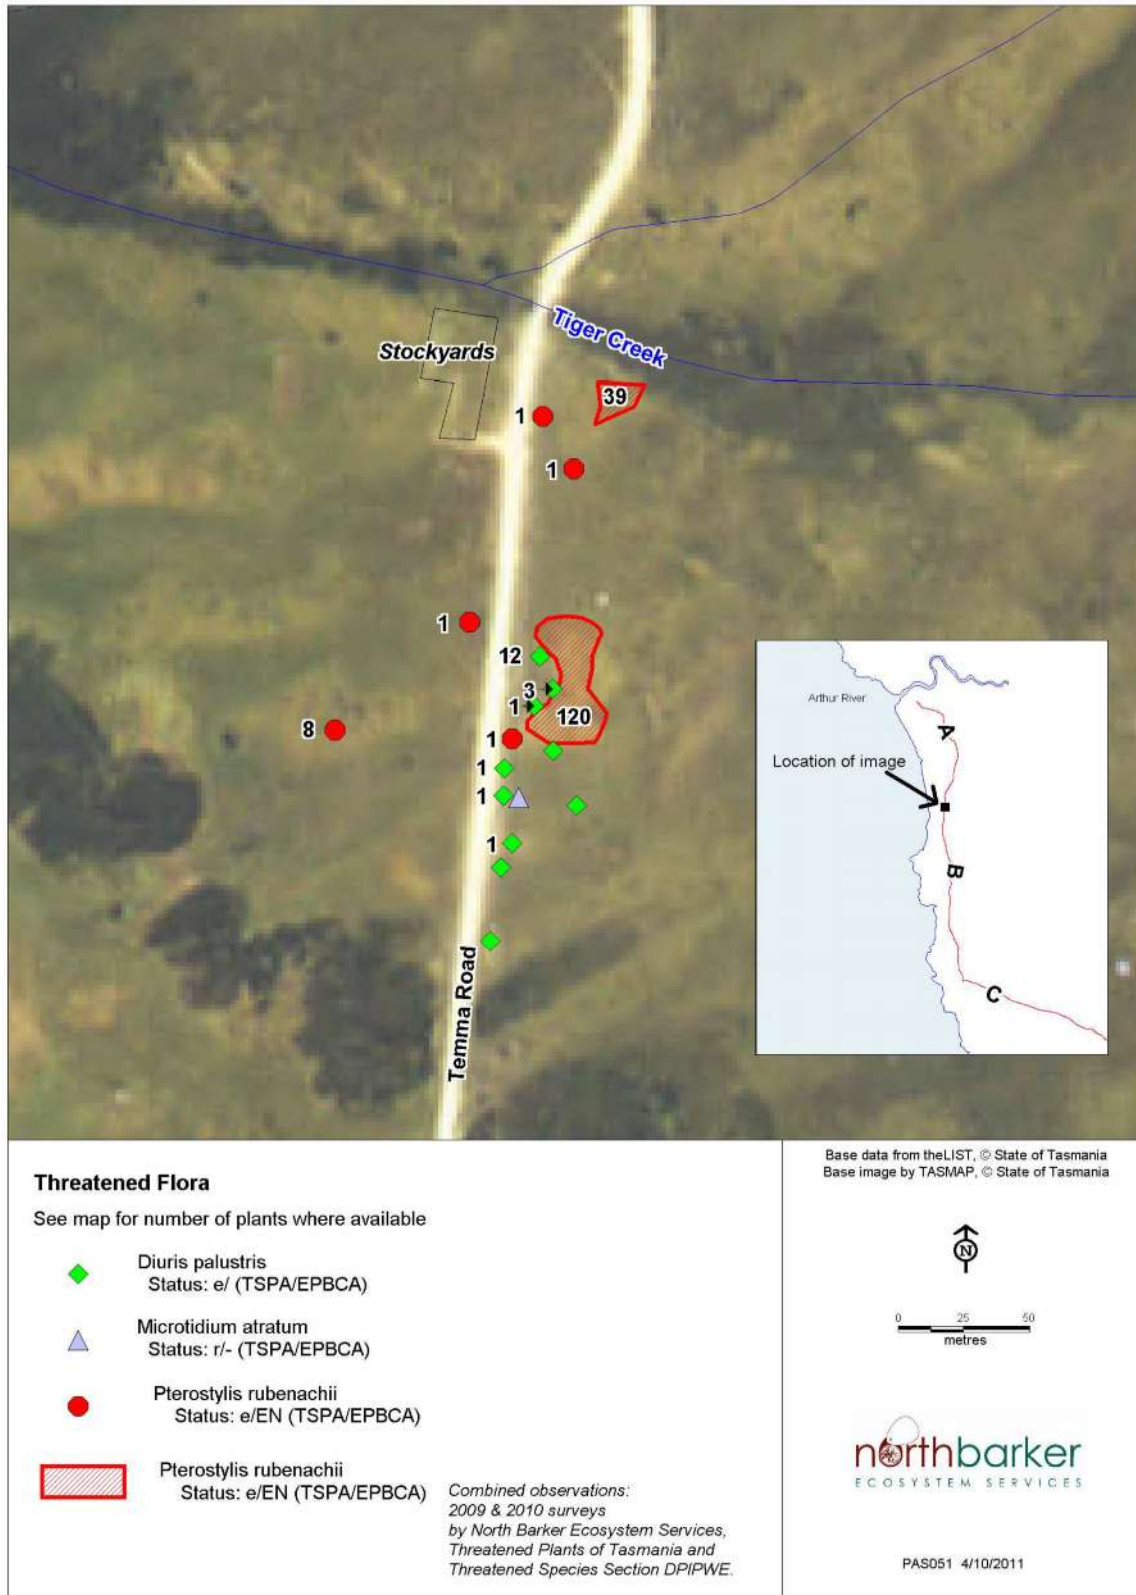 Tiger Creek
Stockyards
39
1
1
1
12
3
1
120
8
1
1
1
1
Temma Road
Arthur River
A
Location of image
B
C
Threatened Flora
See map for number of plants where available
Diuris palustris
Status: e/ (TSPA/EPBCA)
Microtidium atratum
Status: r/- (TSPA/EPBCA)
Pterostylis rubenachii
Status: e/EN (TSPA/EPBCA)
Pterostylis rubenachii
Status: e/EN (TSPA/EPBCA)
Combined observations:
2009 & 2010 surveys
by North Barker Ecosystem Services,
Threatened Plants of Tasmania and
Threatened Species Section DPIPWE.
Base data from theLIST, © State of Tasmania
Base image by TASMAP, © State of Tasmania
N
0 25 50
metres
northbarker
ECOSYSTEM SERVICES
PAS051 4/10/2011